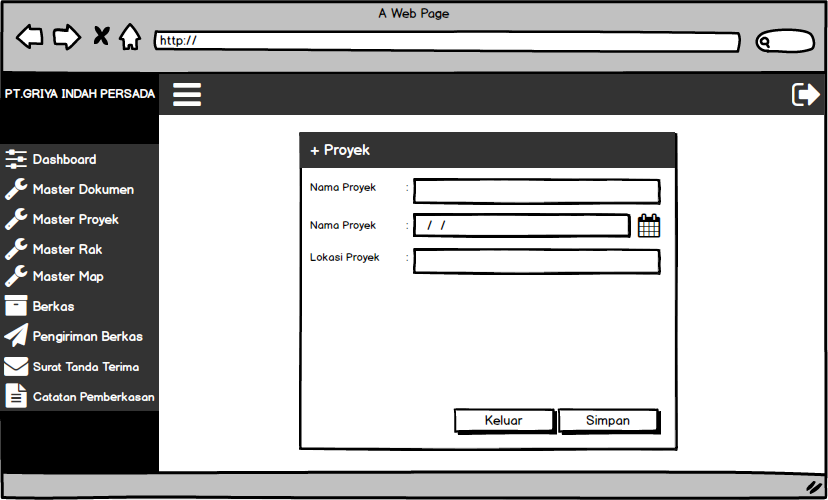 A Web Page
http://
PT.GRIYA INDAH PERSADA
Dashboard
Master Dokumen
Master Proyek
Master Rak
Master Map
Berkas
Pengiriman Berkas
Surat Tanda Terima
Catatan Pemberkasan
+ Proyek
Nama Proyek :
Nama Proyek : / /
Lokasi Proyek :
Keluar Simpan